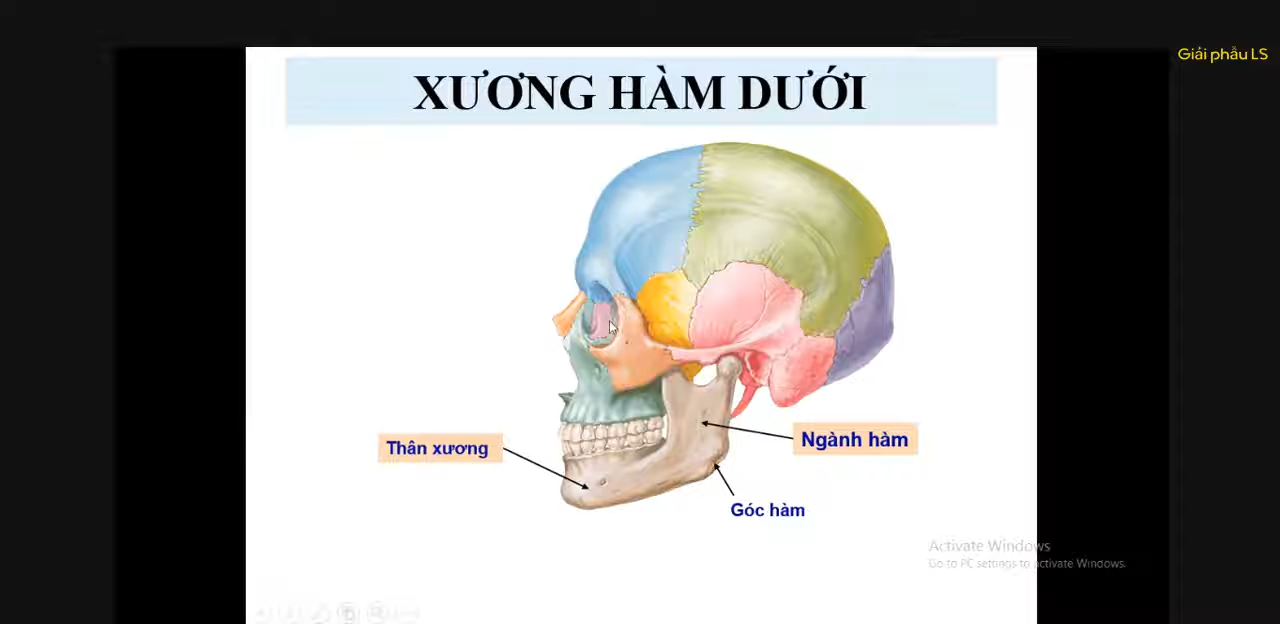 Giải phẫu LS
XƯƠNG HÀM DƯỚI
Thân xương
Ngành hàm
Góc hàm
Activate Windows
Go to PC settings to activate Windows.